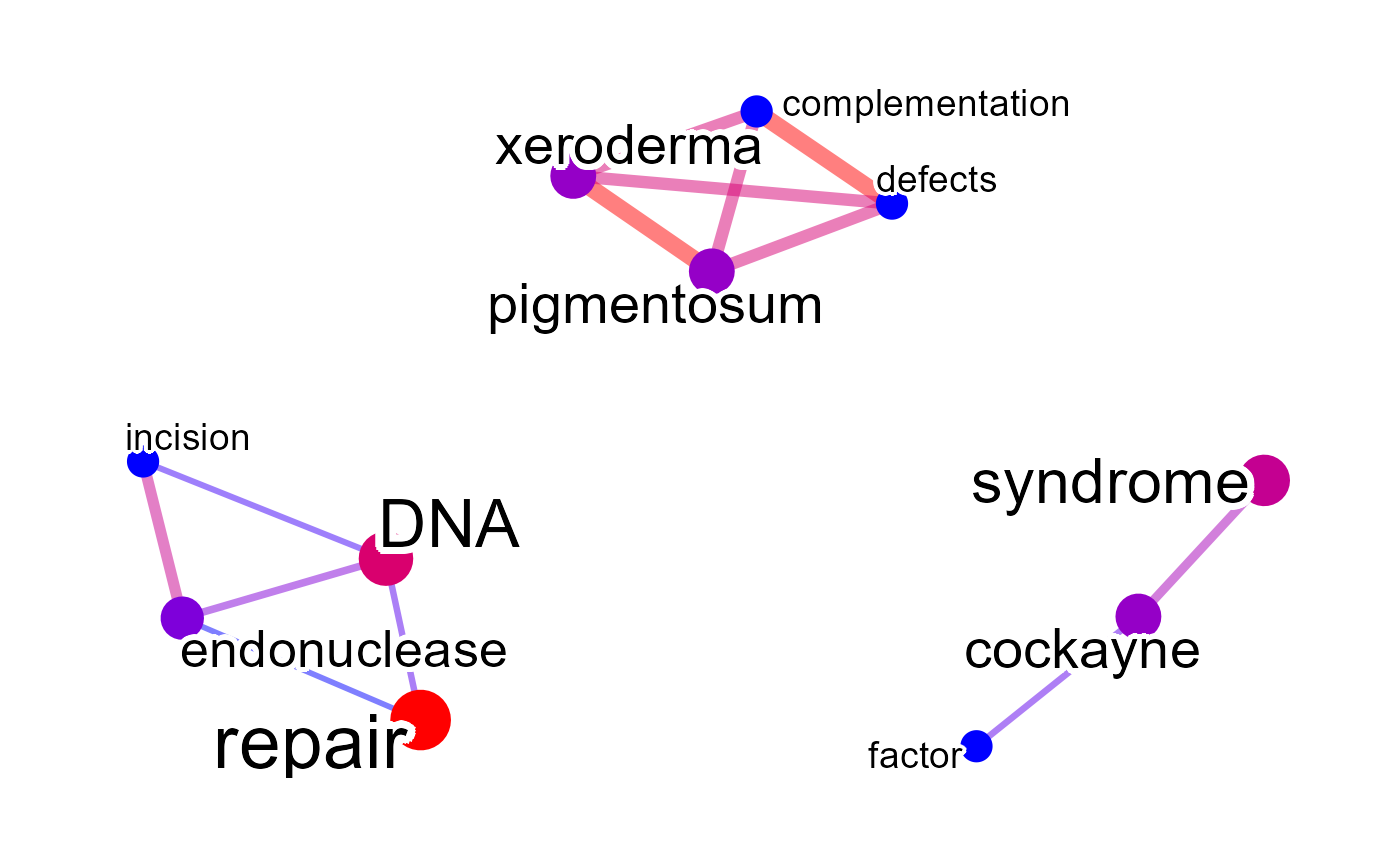 complementation
xeroderma
defects
pigmentosum
incision
DNA
endonuclease
repair
syndrome
cockayne
factor